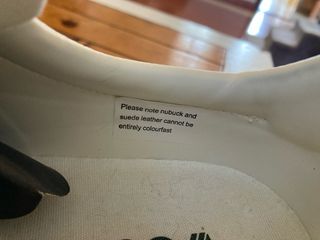 Please note nubuck and
suede leather cannot be
entirely colourfast